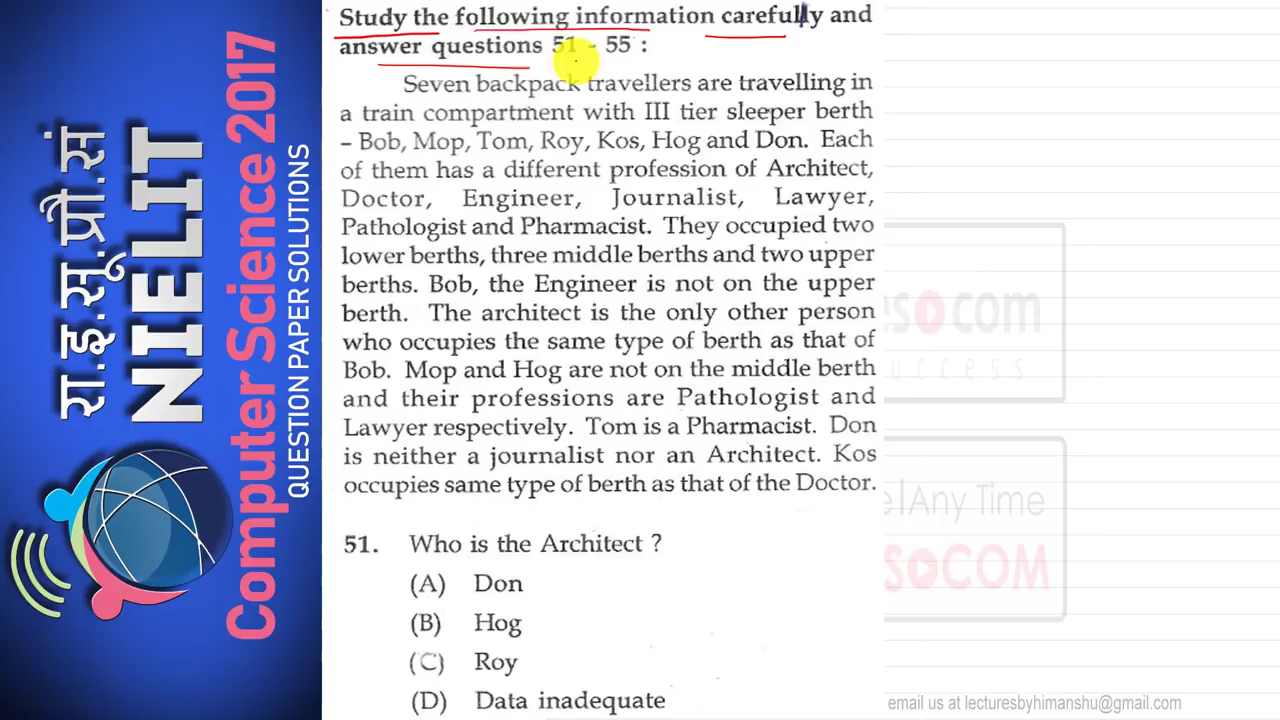 रा.इ.सू.प्रौ.सं
NIELIT
Computer Science 2017
QUESTION PAPER SOLUTIONS
Study the following information carefully and
answer questions 51 - 55 :
Seven backpack travellers are travelling in
a train compartment with III tier sleeper berth
– Bob, Mop, Tom, Roy, Kos, Hog and Don. Each
of them has a different profession of Architect,
Doctor, Engineer, Journalist, Lawyer,
Pathologist and Pharmacist. They occupied two
lower berths, three middle berths and two upper
berths. Bob, the Engineer is not on the upper
berth. The architect is the only other person
who occupies the same type of berth as that of
Bob. Mop and Hog are not on the middle berth
and their professions are Pathologist and
Lawyer respectively. Tom is a Pharmacist. Don
is neither a journalist nor an Architect. Kos
occupies same type of berth as that of the Doctor.
51. Who is the Architect ?
(A) Don
(B) Hog
(C) Roy
(D) Data inadequate
eso.com
uccess
e|Any Time
SO.COM
email us at lecturesbyhimanshu@gmail.com